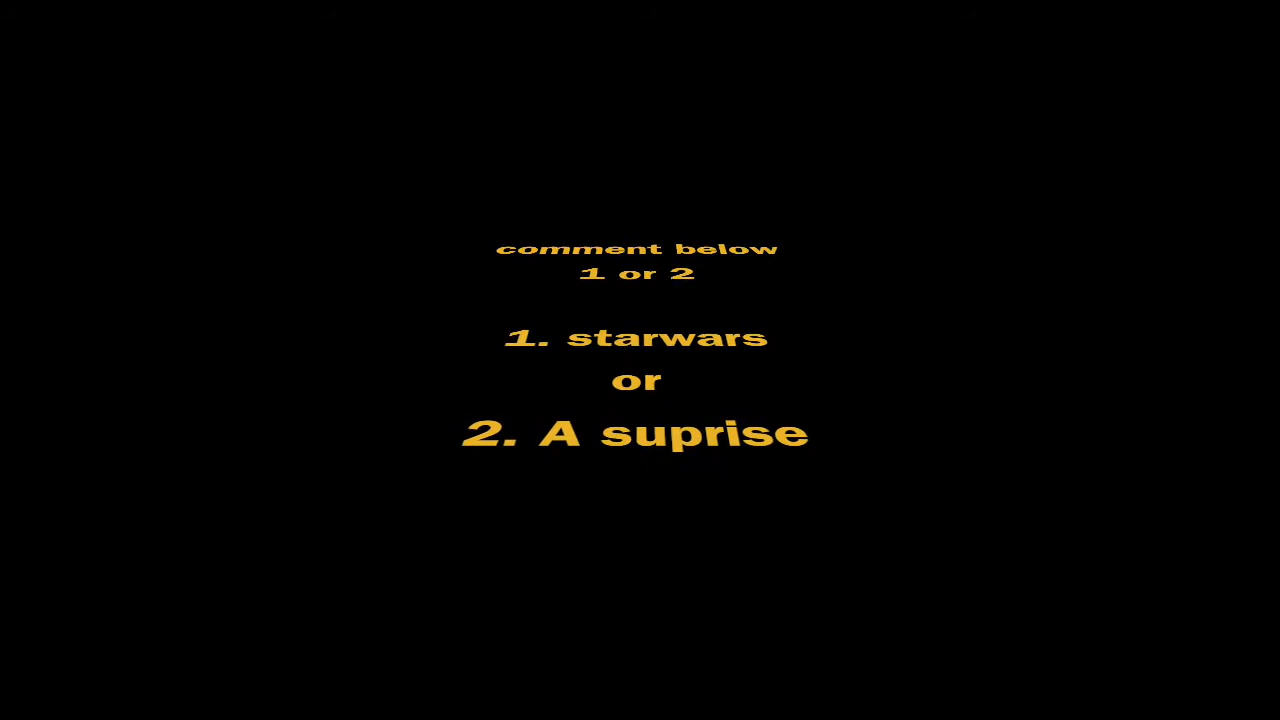 comment below
1 or 2
1. starwars
or
2. A suprise